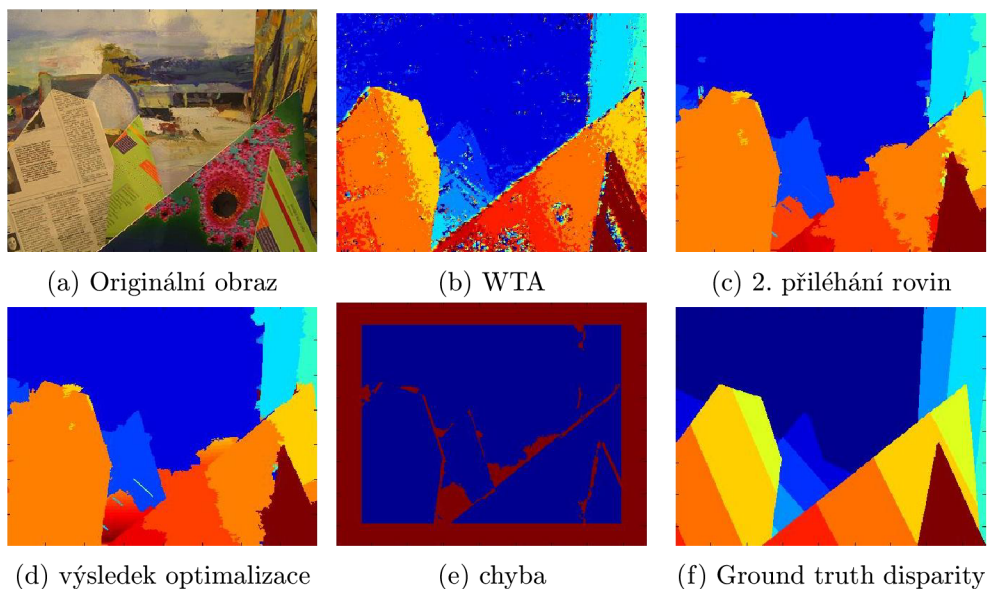 (a) Originální obraz
(b) WTA
(c) 2. přiléhání rovin
(d) výsledek optimalizace
(e) chyba
(f) Ground truth disparity